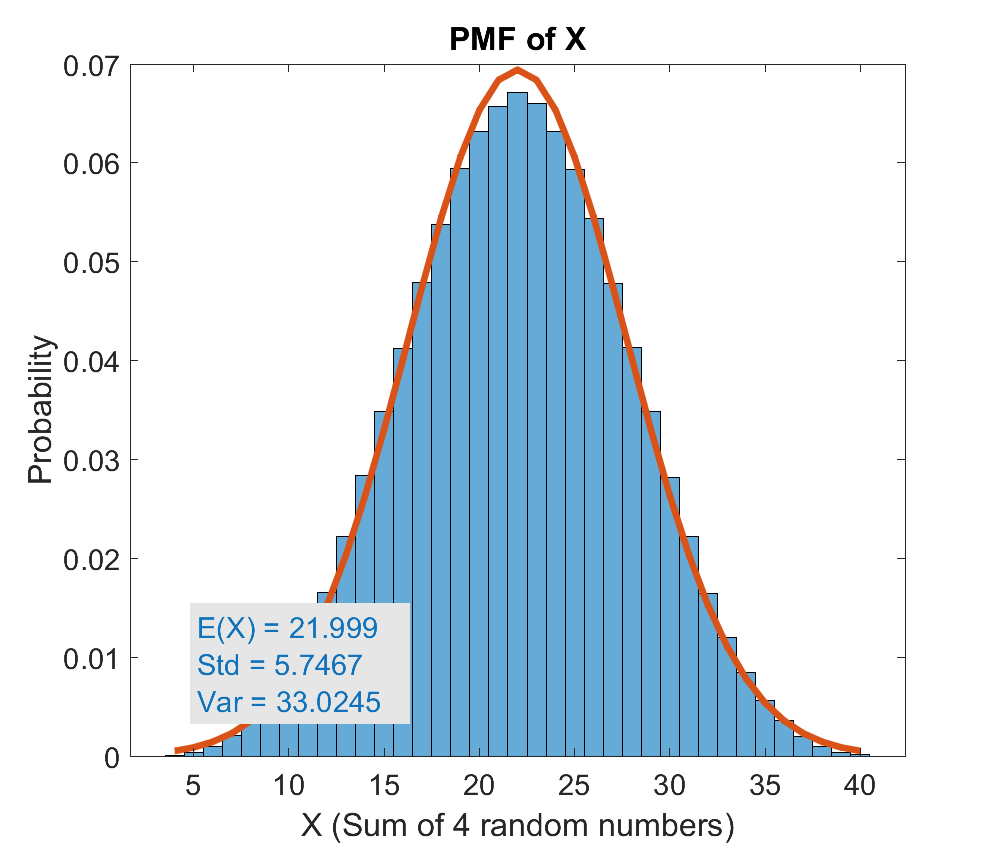 PMF of X
0.07
0.06
0.05
0.04
0.03
0.02
0.01
0
Probability
E(X) = 21.999
Std = 5.7467
Var = 33.0245
5 10 15 20 25 30 35 40
X (Sum of 4 random numbers)